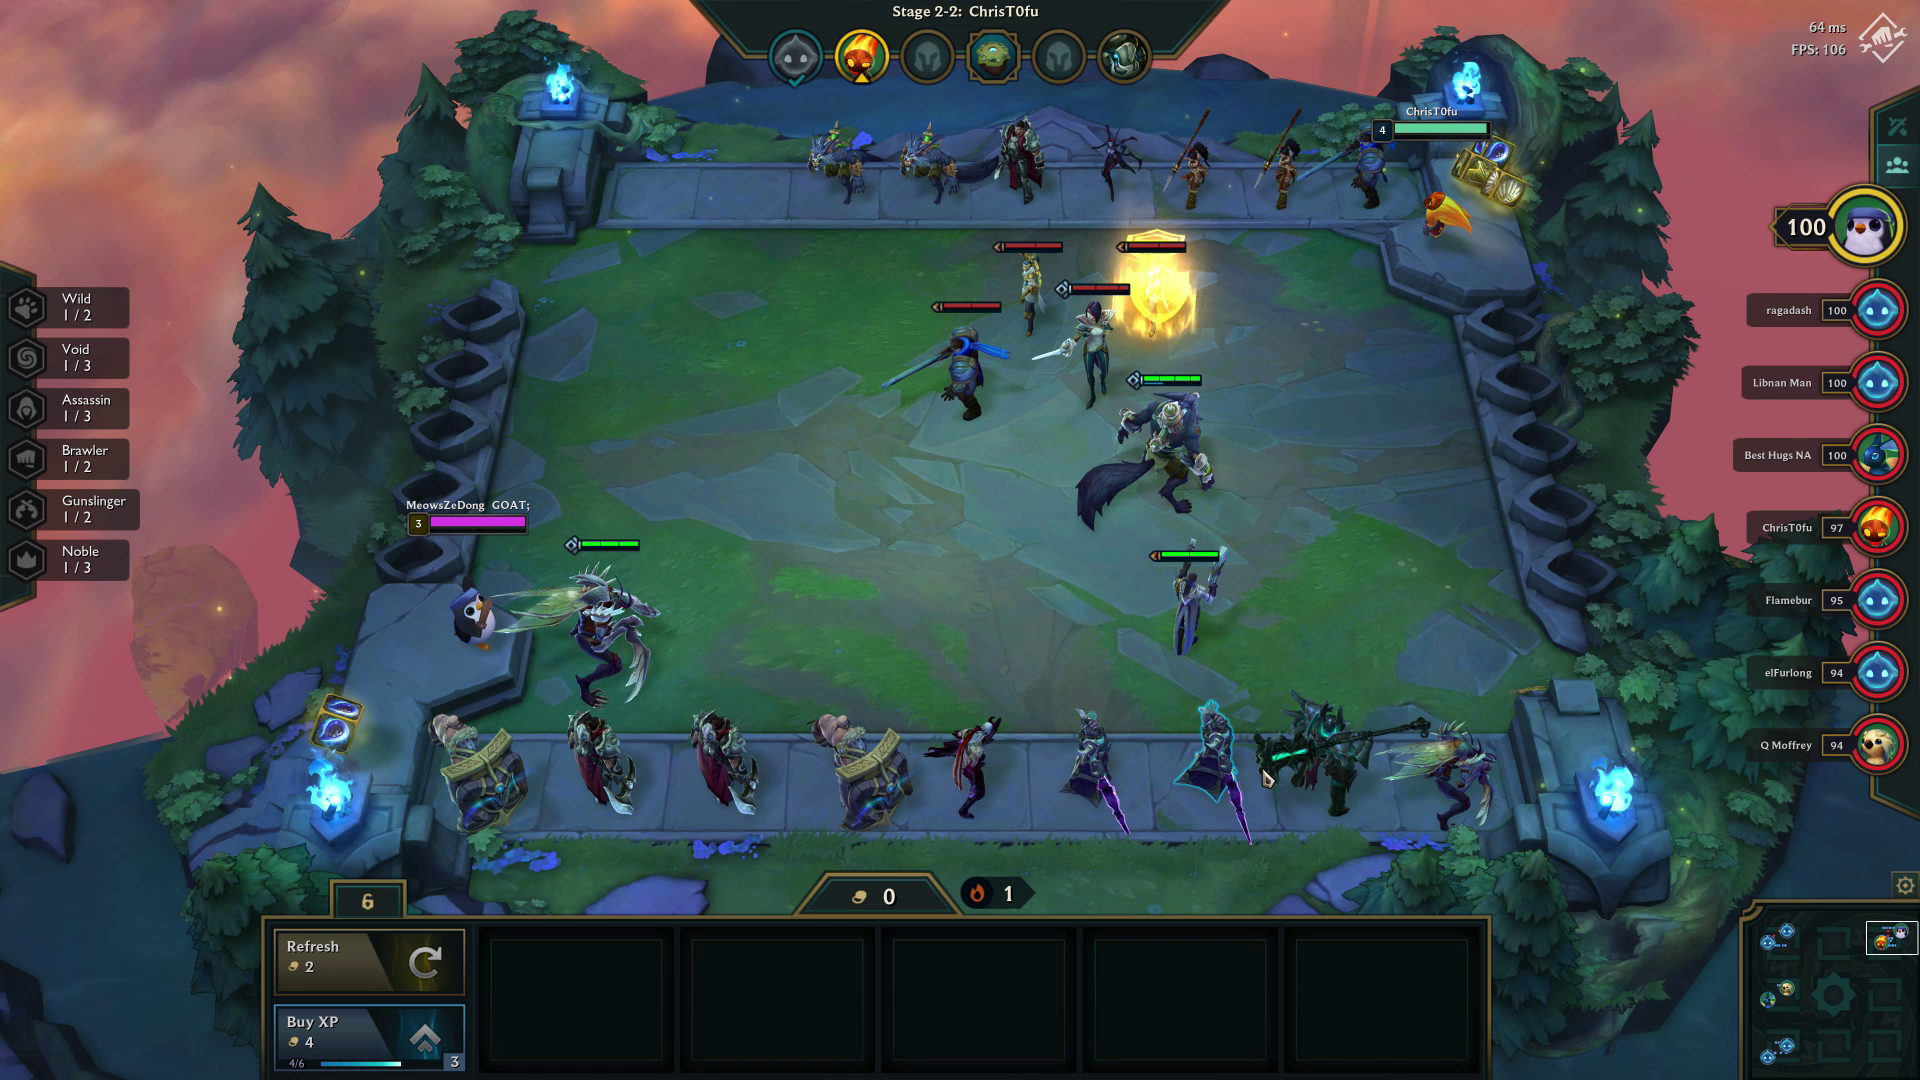 Stage 2-2: ChrisT0fu
64 ms
FPS: 106
ChrisT0fu
4
100
Wild
1 / 2
Void
1 / 3
Assassin
1 / 3
Brawler
1 / 2
Gunslinger
1 / 2
Noble
1 / 3
MeowsZeDong GOAT;
3
ragadash 100
Libnan Man 100
Best Hugs NA 100
ChrisT0fu 97
Flamebur 95
elFurlong 94
Q Moffrey 94
6
0
1
Refresh
2
Buy XP
4
4/6
3